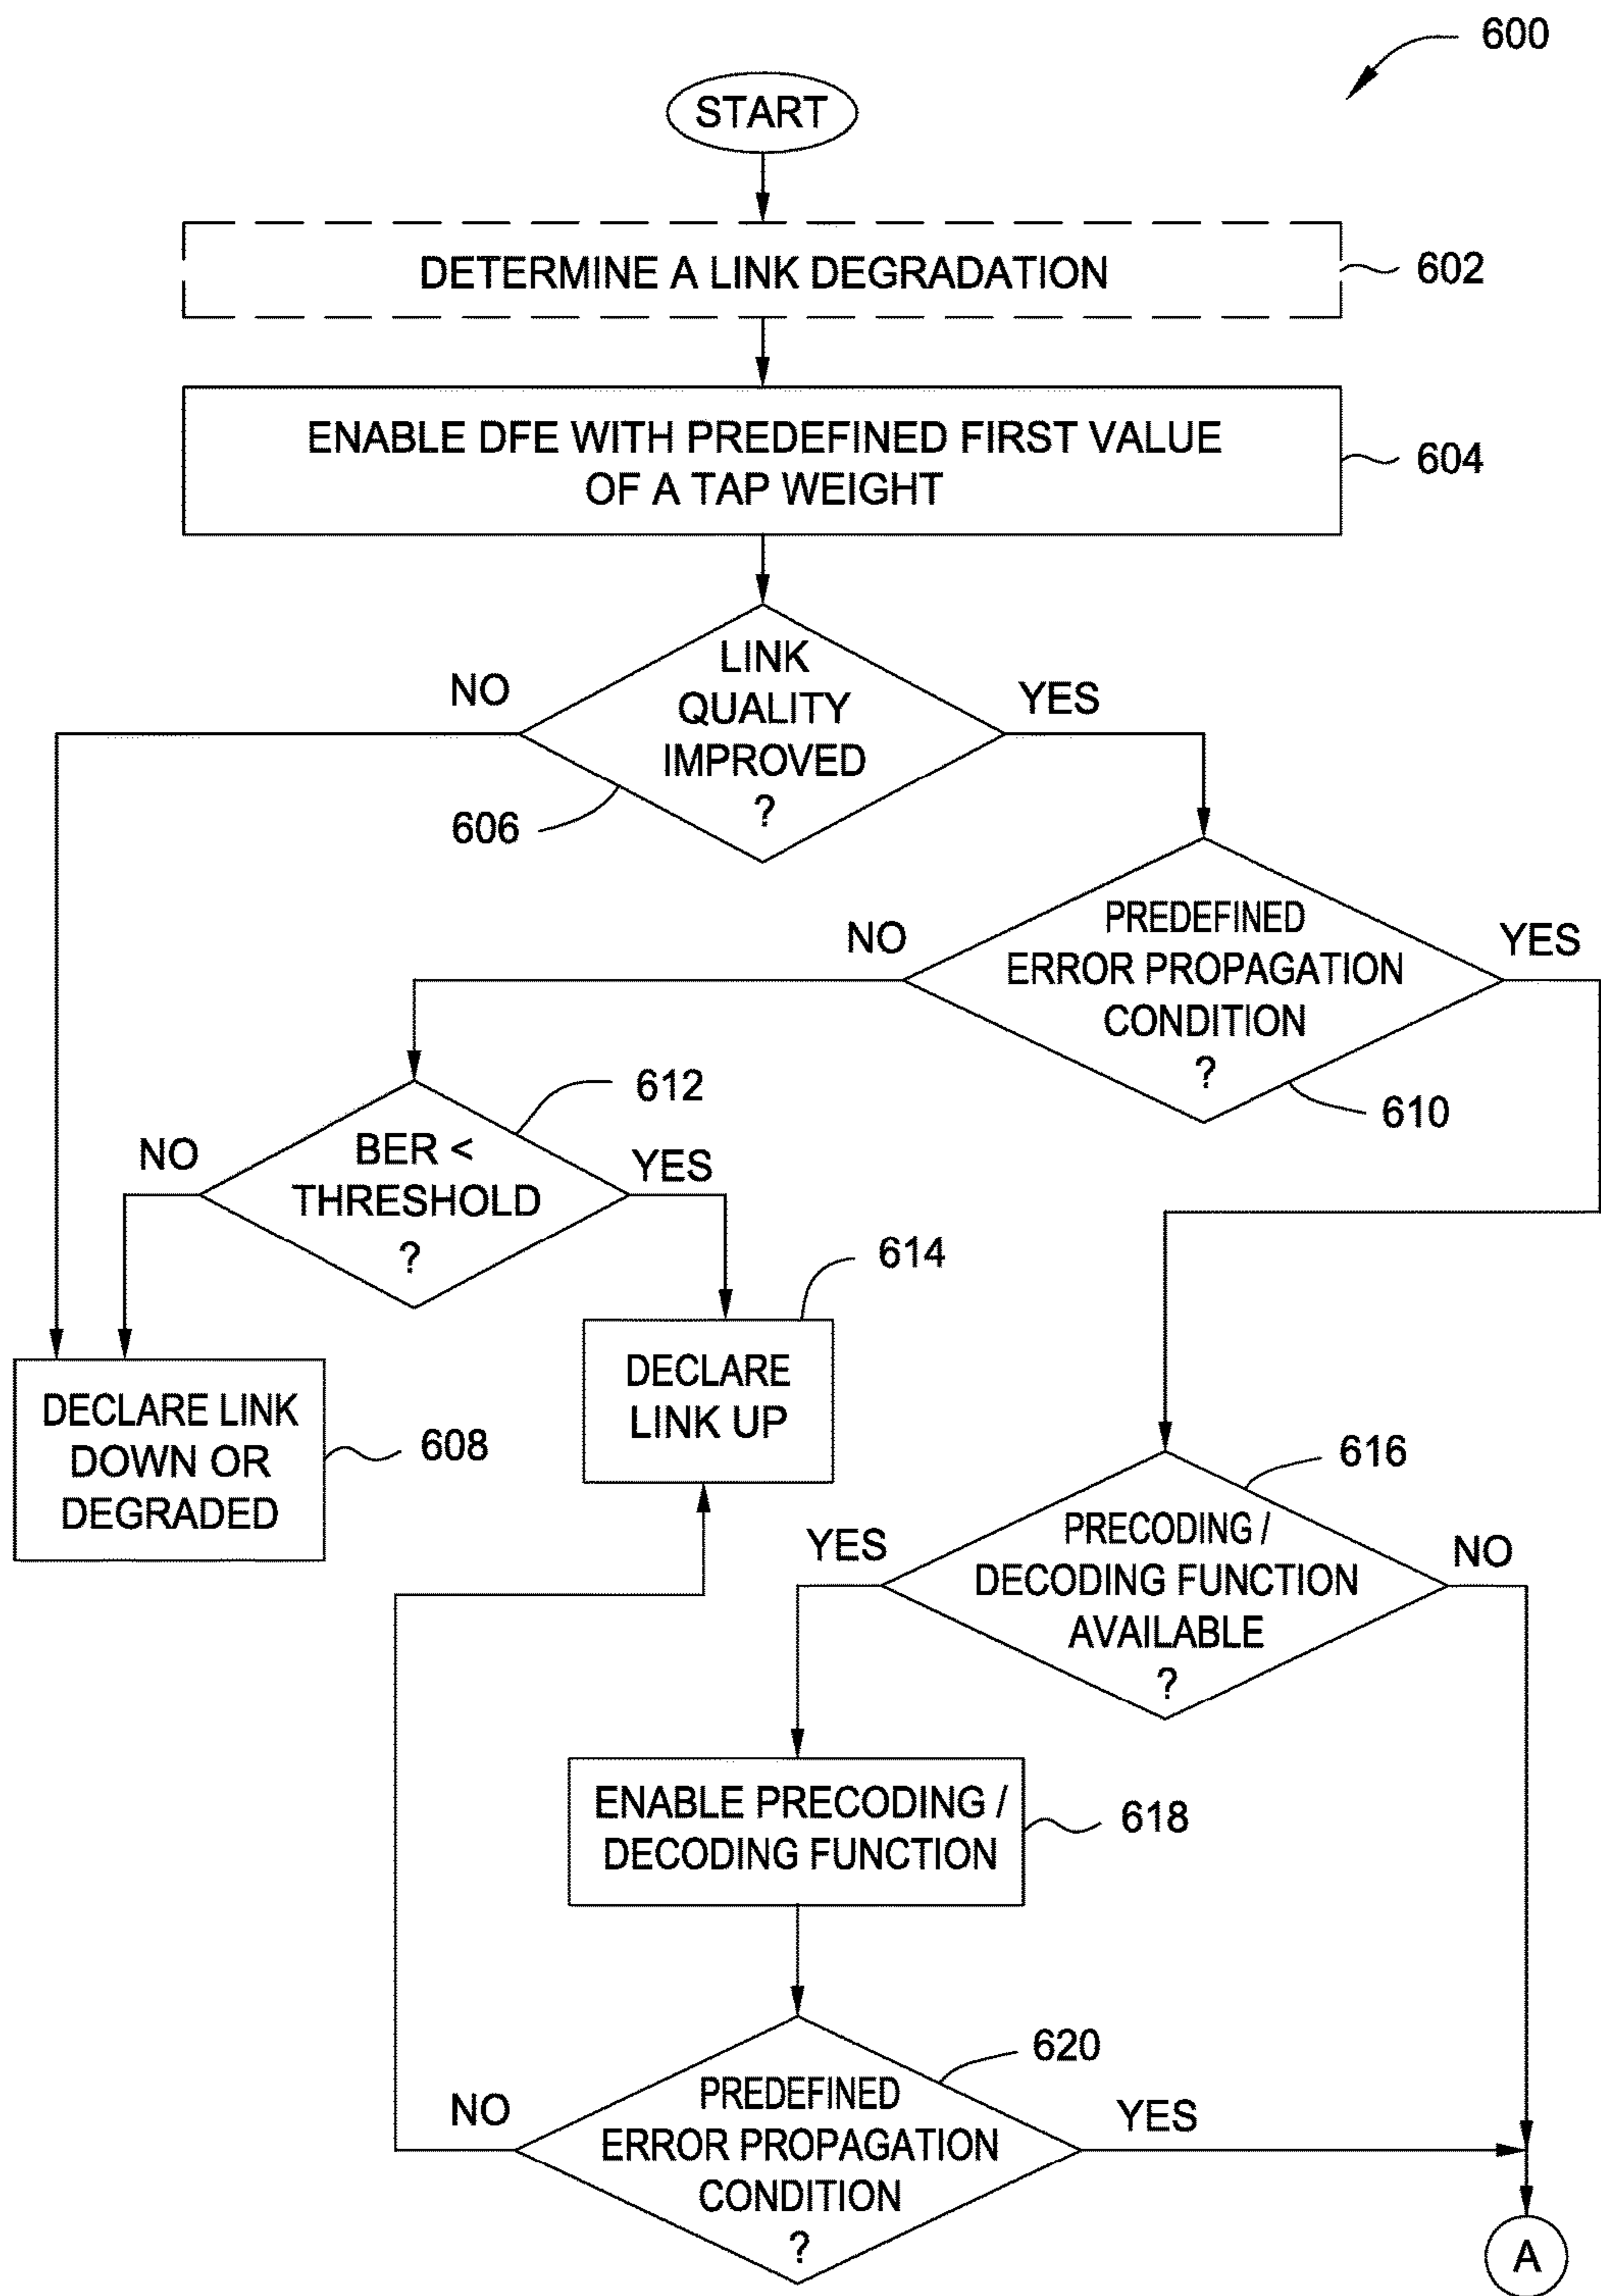 600
START
DETERMINE A LINK DEGRADATION
602
ENABLE DFE WITH PREDEFINED FIRST VALUE
OF A TAP WEIGHT
604
LINK
QUALITY
IMPROVED
?
NO
YES
606
PREDEFINED
ERROR PROPAGATION
CONDITION
?
NO
YES
610
612
BER <
THRESHOLD
?
NO
YES
614
DECLARE
LINK UP
DECLARE LINK
DOWN OR
DEGRADED
608
616
PRECODING /
DECODING FUNCTION
AVAILABLE
?
YES
NO
ENABLE PRECODING /
DECODING FUNCTION
618
620
PREDEFINED
ERROR PROPAGATION
CONDITION
?
NO
YES
A